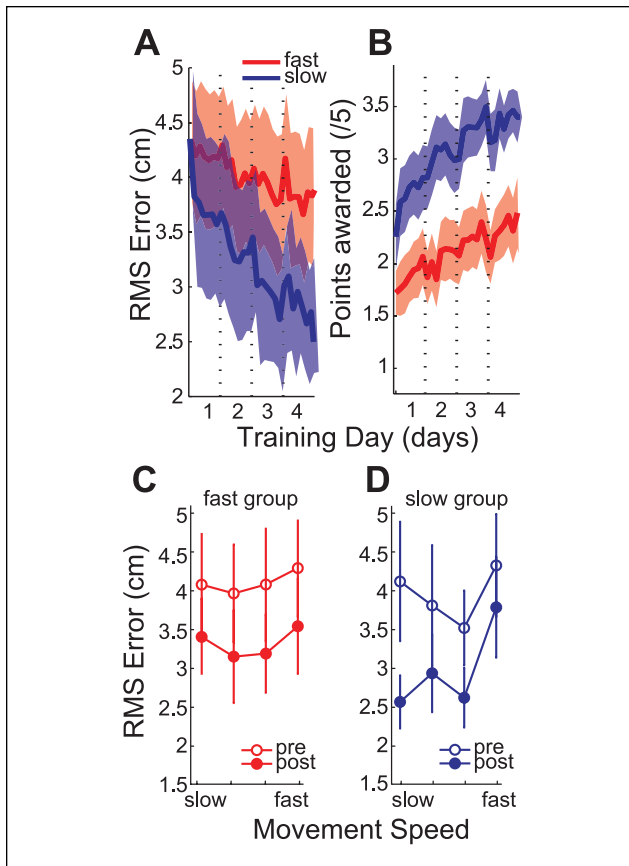 A
fast
slow
B
RMS Error (cm)
5
4.5
4
3.5
3
2.5
2
1 2 3 4
Points awarded (/5)
3.5
3
2.5
2
1.5
1
1 2 3 4
Training Day (days)
C
fast group
RMS Error (cm)
5
4.5
4
3.5
3
2.5
2
1.5
pre
post
slow fast
D
slow group
5
4.5
4
3.5
3
2.5
2
1.5
pre
post
slow fast
Movement Speed